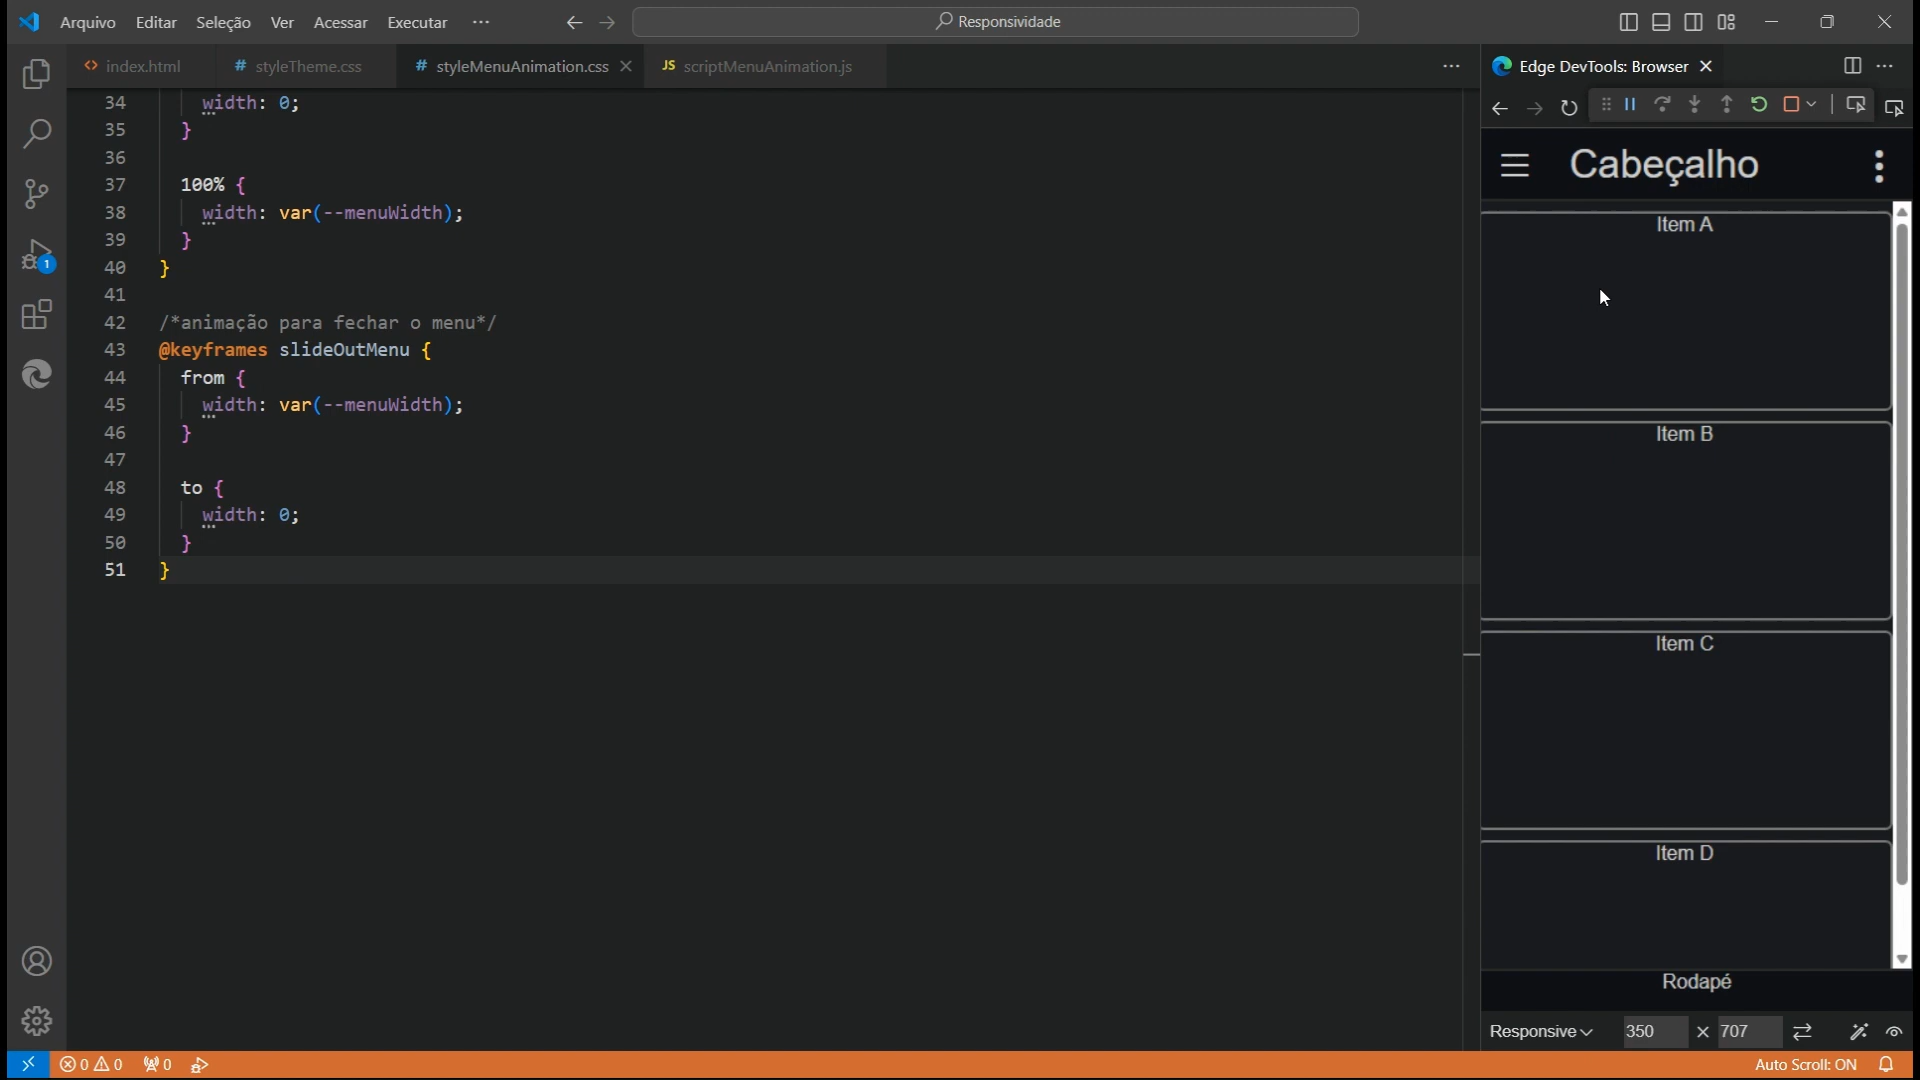 Arquivo Editar Seleção Ver Acessar Executar ··· Responsividade
index.html # styleTheme.css # styleMenuAnimation.css JS scriptMenuAnimation.js ··· Edge DevTools: Browser ···
34 width: 0;
35 }
36
37 100% {
38 width: var(--menuWidth);
39 }
40 }
41
42 /*animação para fechar o menu*/
43 @keyframes slideOutMenu {
44 from {
45 width: var(--menuWidth);
46 }
47
48 to {
49 width: 0;
50 }
51 }
1
Cabeçalho
Item A
Item B
Item C
Item D
Rodapé
Responsive 350 × 707
0 0 0 Auto Scroll: ON